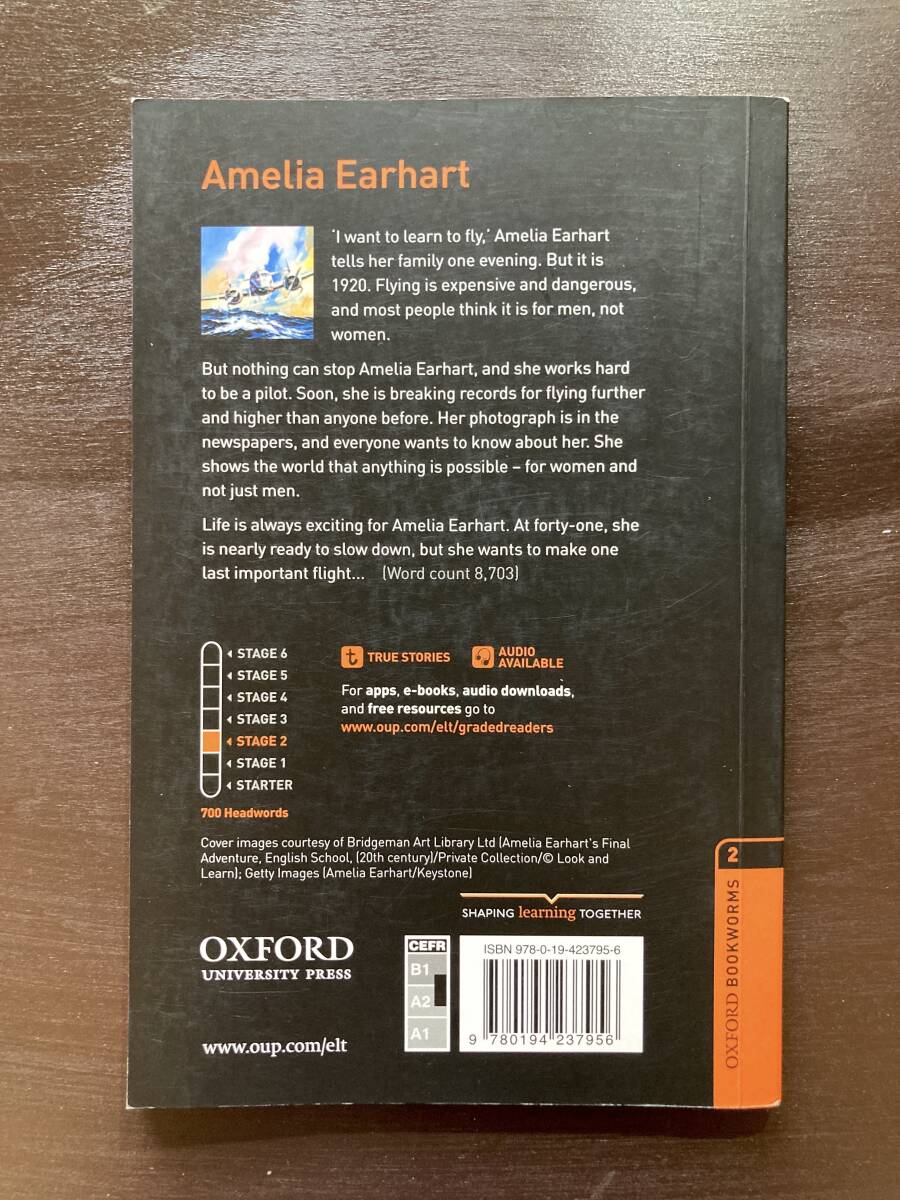 Amelia Earhart
'I want to learn to fly,' Amelia Earhart
tells her family one evening. But it is
1920. Flying is expensive and dangerous,
and most people think it is for men, not
women.
But nothing can stop Amelia Earhart, and she works hard
to be a pilot. Soon, she is breaking records for flying further
and higher than anyone before. Her photograph is in the
newspapers, and everyone wants to know about her. She
shows the world that anything is possible – for women and
not just men.
Life is always exciting for Amelia Earhart. At forty-one, she
is nearly ready to slow down, but she wants to make one
last important flight... (Word count 8,703)
STAGE 6
STAGE 5
STAGE 4
STAGE 3
STAGE 2
STAGE 1
STARTER
700 Headwords
t TRUE STORIES
AUDIO
AVAILABLE
For apps, e-books, audio downloads,
and free resources go to
www.oup.com/elt/gradedreaders
Cover images courtesy of Bridgeman Art Library Ltd (Amelia Earhart's Final
Adventure, English School, (20th century)/Private Collection/© Look and
Learn); Getty Images (Amelia Earhart/Keystone)
SHAPING learning TOGETHER
OXFORD
UNIVERSITY PRESS
www.oup.com/elt
CEFR
B1
A2
A1
ISBN 978-0-19-423795-6
9 780194 237956
2
OXFORD BOOKWORMS